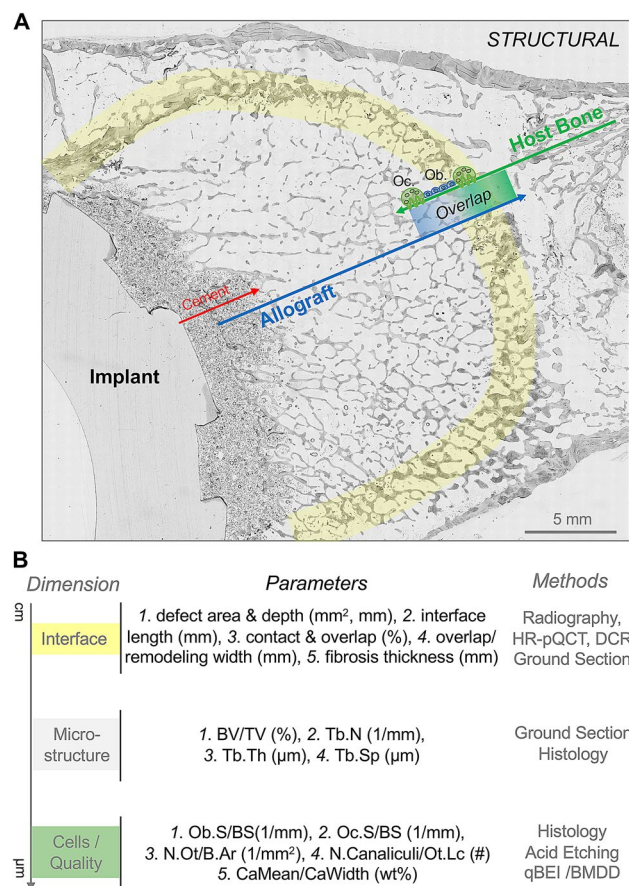 A
STRUCTURAL
Host Bone
Oc.
Ob.
Overlap
Cement
Allograft
Implant
5 mm
B
Dimension
Parameters
Methods
cm
Interface
1. defect area & depth (mm², mm), 2. interface
length (mm), 3. contact & overlap (%), 4. overlap/
remodeling width (mm), 5. fibrosis thickness (mm)
Radiography,
HR-pQCT, DCR
Ground Section
Micro-
structure
1. BV/TV (%), 2. Tb.N (1/mm),
3. Tb.Th (µm), 4. Tb.Sp (µm)
Ground Section
Histology
Cells /
Quality
1. Ob.S/BS(1/mm), 2. Oc.S/BS (1/mm),
3. N.Ot/B.Ar (1/mm²), 4. N.Canaliculi/Ot.Lc (#)
5. CaMean/CaWidth (wt%)
Histology
Acid Etching
qBEI /BMDD
µm